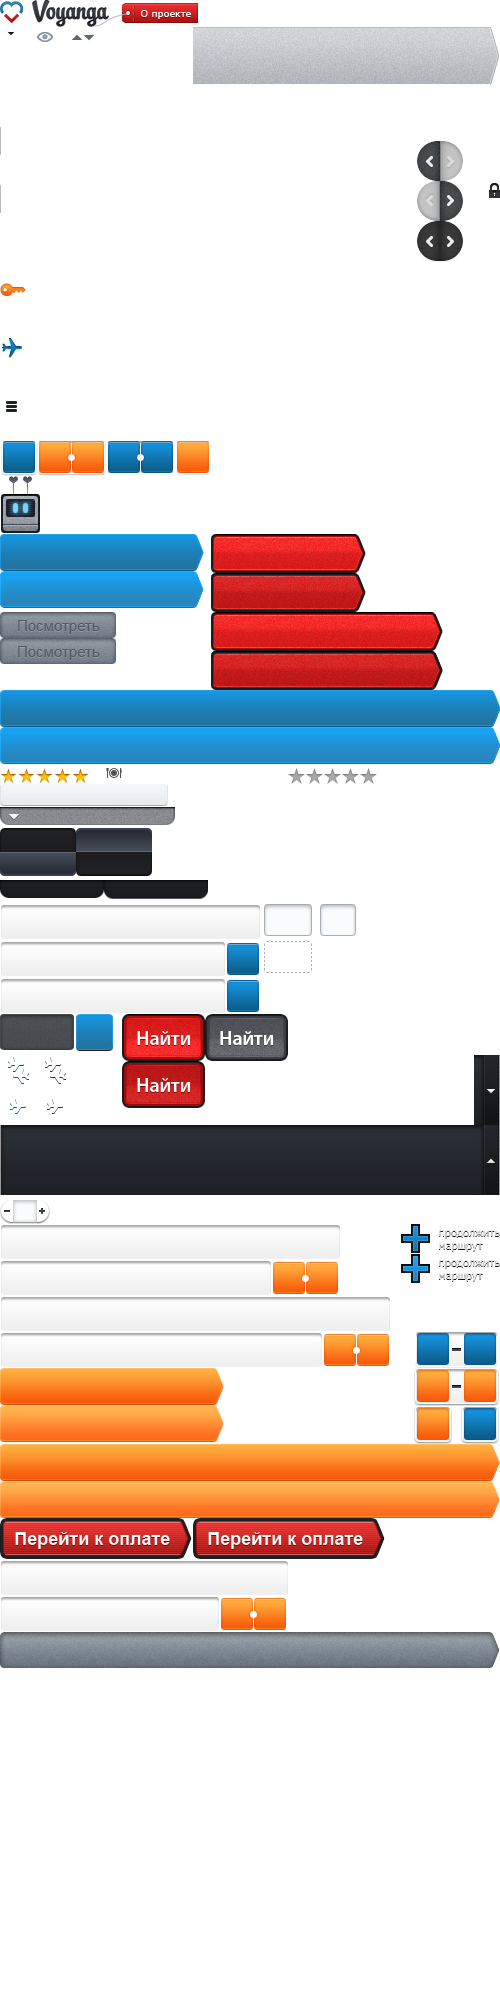 Voyanga
О проекте
Посмотреть
Посмотреть
Найти
Найти
Найти
продолжить
маршрут
продолжить
маршрут
Перейти к оплате
Перейти к оплате